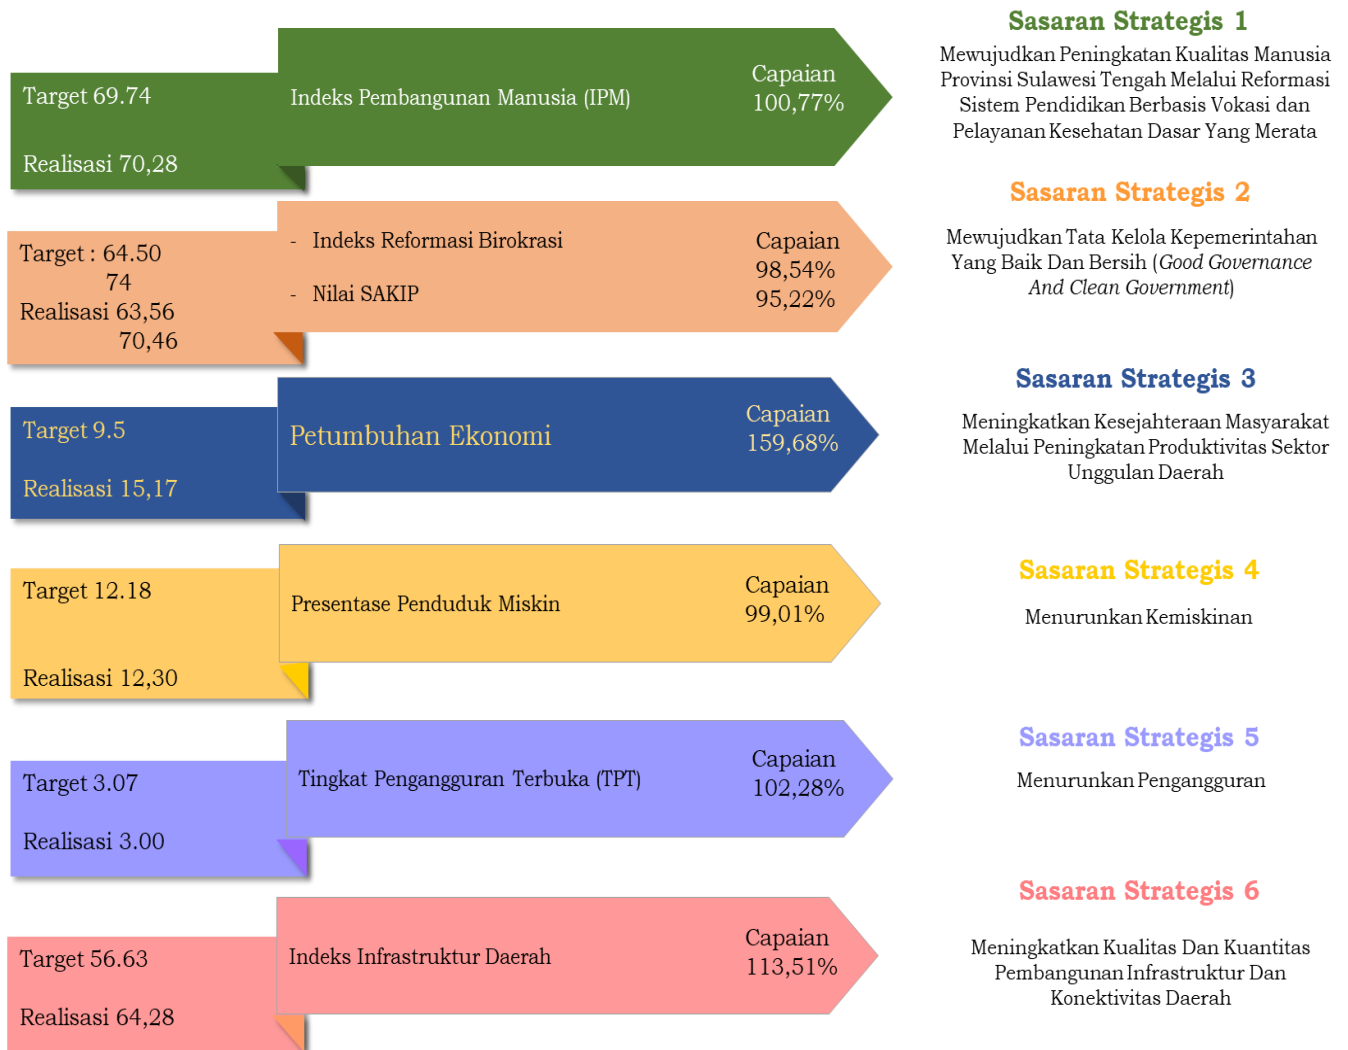 Target 69.74
Realisasi 70,28
Indeks Pembangunan Manusia (IPM)
Capaian
100,77%
Sasaran Strategis 1
Mewujudkan Peningkatan Kualitas Manusia
Provinsi Sulawesi Tengah Melalui Reformasi
Sistem Pendidikan Berbasis Vokasi dan
Pelayanan Kesehatan Dasar Yang Merata
Target : 64.50
74
Realisasi 63,56
70,46
- Indeks Reformasi Birokrasi
- Nilai SAKIP
Capaian
98,54%
95,22%
Sasaran Strategis 2
Mewujudkan Tata Kelola Kepemerintahan
Yang Baik Dan Bersih (Good Governance
And Clean Government)
Target 9.5
Realisasi 15,17
Petumbuhan Ekonomi
Capaian
159,68%
Sasaran Strategis 3
Meningkatkan Kesejahteraan Masyarakat
Melalui Peningkatan Produktivitas Sektor
Unggulan Daerah
Target 12.18
Realisasi 12,30
Presentase Penduduk Miskin
Capaian
99,01%
Sasaran Strategis 4
Menurunkan Kemiskinan
Target 3.07
Realisasi 3.00
Tingkat Pengangguran Terbuka (TPT)
Capaian
102,28%
Sasaran Strategis 5
Menurunkan Pengangguran
Target 56.63
Realisasi 64,28
Indeks Infrastruktur Daerah
Capaian
113,51%
Sasaran Strategis 6
Meningkatkan Kualitas Dan Kuantitas
Pembangunan Infrastruktur Dan
Konektivitas Daerah